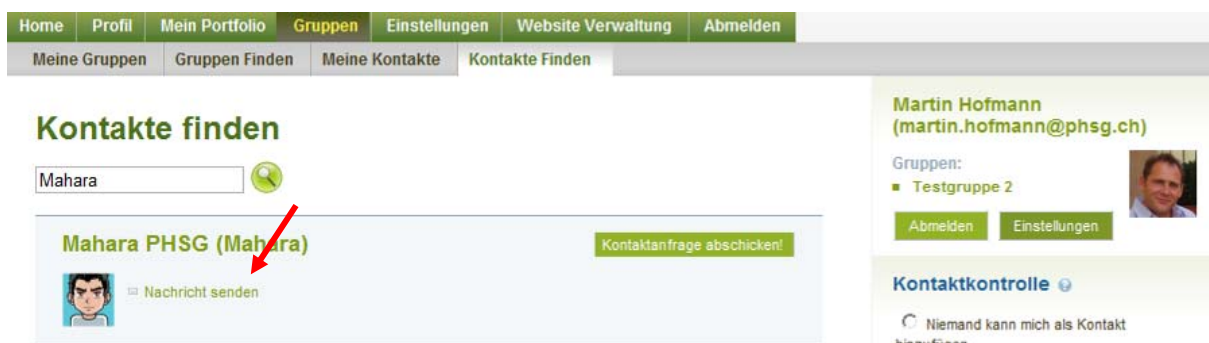 Home Profil Mein Portfolio Gruppen Einstellungen Website Verwaltung Abmelden
Meine Gruppen Gruppen Finden Meine Kontakte Kontakte Finden
Kontakte finden
Mahara
Mahara PHSG (Mahara)
Kontaktanfrage abschicken!
Nachricht senden
Martin Hofmann
(martin.hofmann@phsg.ch)
Gruppen:
Testgruppe 2
Abmelden Einstellungen
Kontaktkontrolle
Niemand kann mich als Kontakt